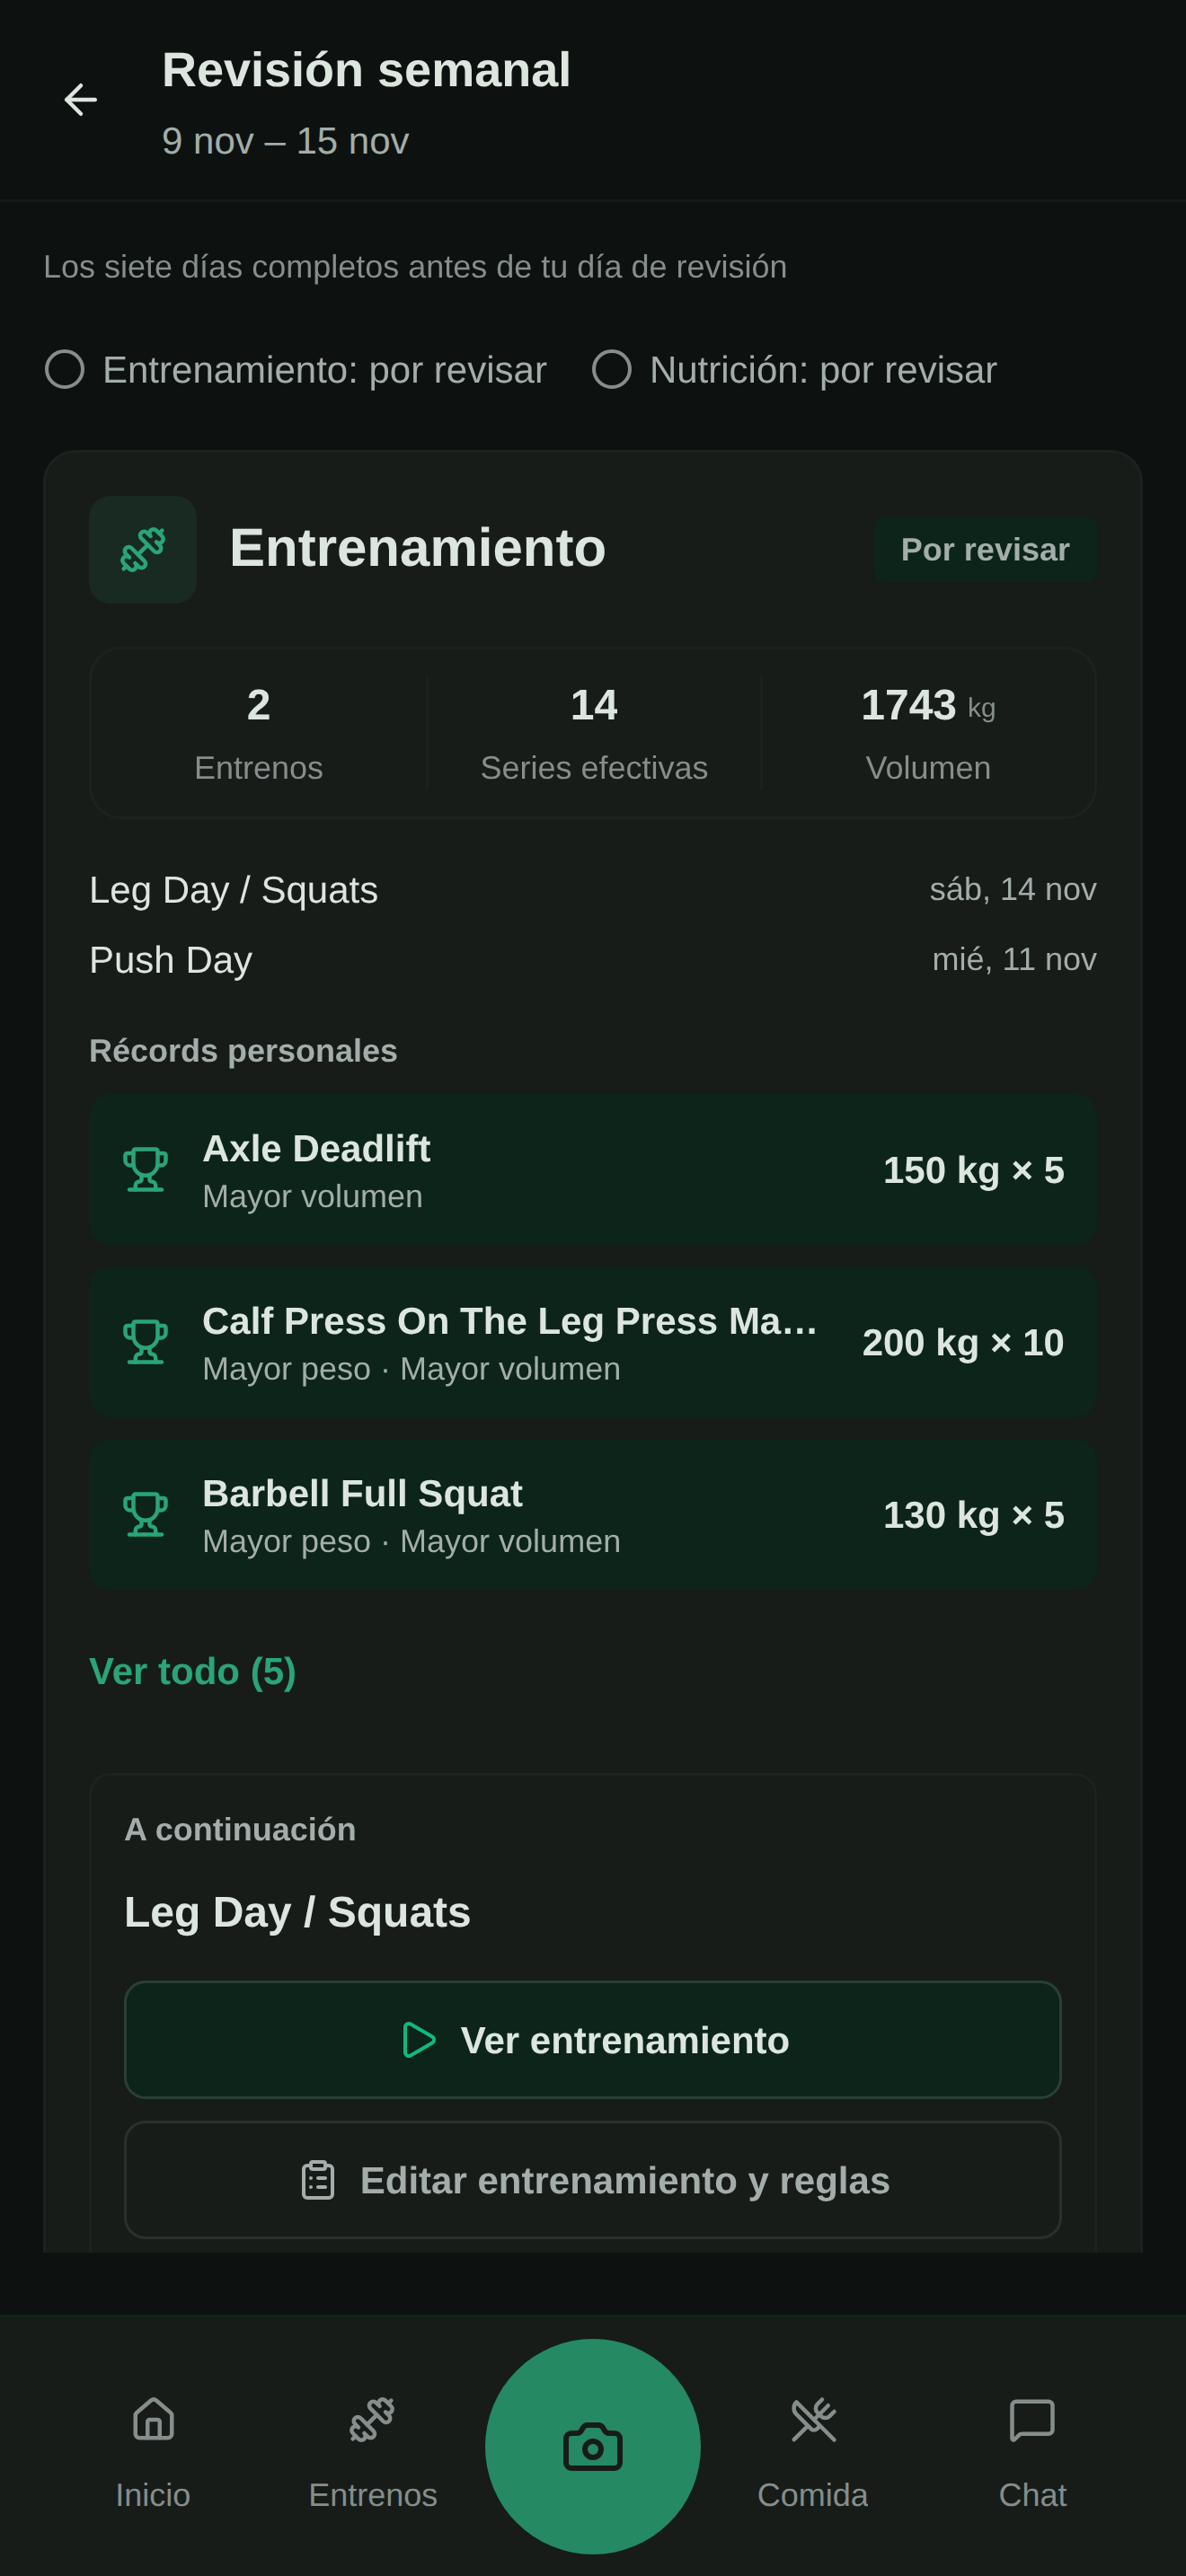 Revisión semanal
9 nov – 15 nov
Los siete días completos antes de tu día de revisión
Entrenamiento: por revisar Nutrición: por revisar
Entrenamiento Por revisar
2 14 1743 kg
Entrenos Series efectivas Volumen
Leg Day / Squats sáb, 14 nov
Push Day mié, 11 nov
Récords personales
Axle Deadlift
Mayor volumen
150 kg × 5
Calf Press On The Leg Press Ma…
Mayor peso · Mayor volumen
200 kg × 10
Barbell Full Squat
Mayor peso · Mayor volumen
130 kg × 5
Ver todo (5)
A continuación
Leg Day / Squats
Ver entrenamiento
Editar entrenamiento y reglas
Inicio Entrenos Comida Chat